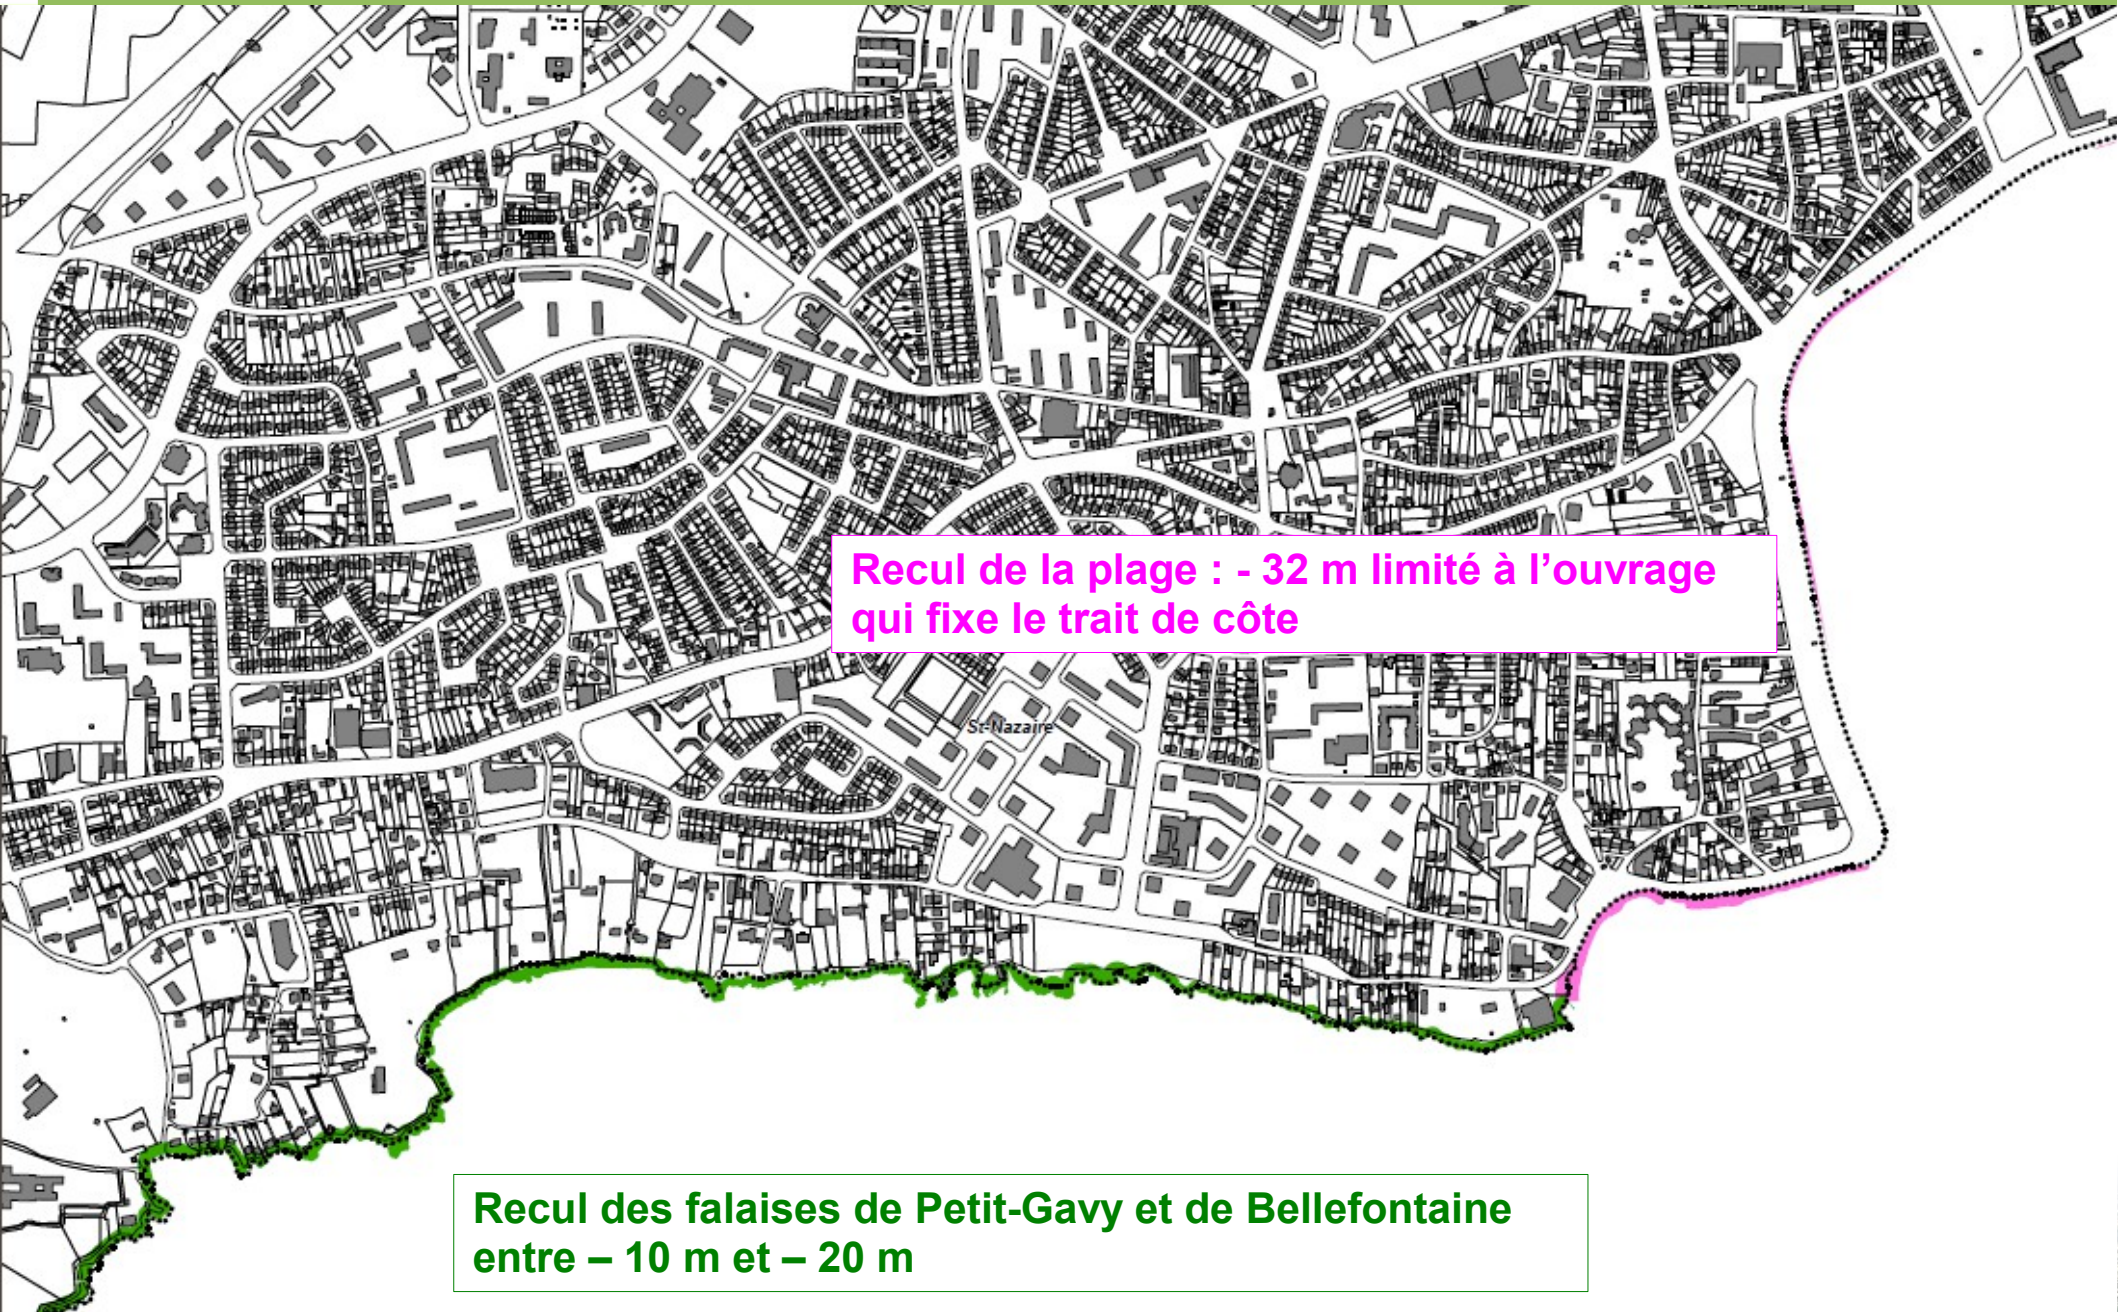 Recul de la plage : - 32 m limité à l’ouvrage
qui fixe le trait de côte
St-Nazaire
Recul des falaises de Petit-Gavy et de Bellefontaine
entre – 10 m et – 20 m